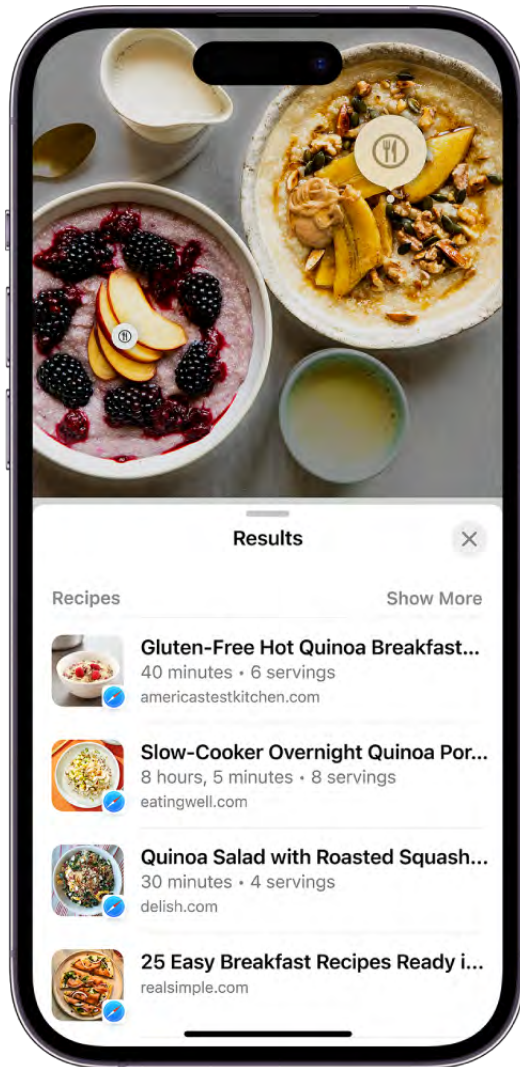 Results
Recipes
Show More
Gluten-Free Hot Quinoa Breakfast...
40 minutes • 6 servings
americastestkitchen.com
Slow-Cooker Overnight Quinoa Por...
8 hours, 5 minutes • 8 servings
eatingwell.com
Quinoa Salad with Roasted Squash...
30 minutes • 4 servings
delish.com
25 Easy Breakfast Recipes Ready i...
realsimple.com